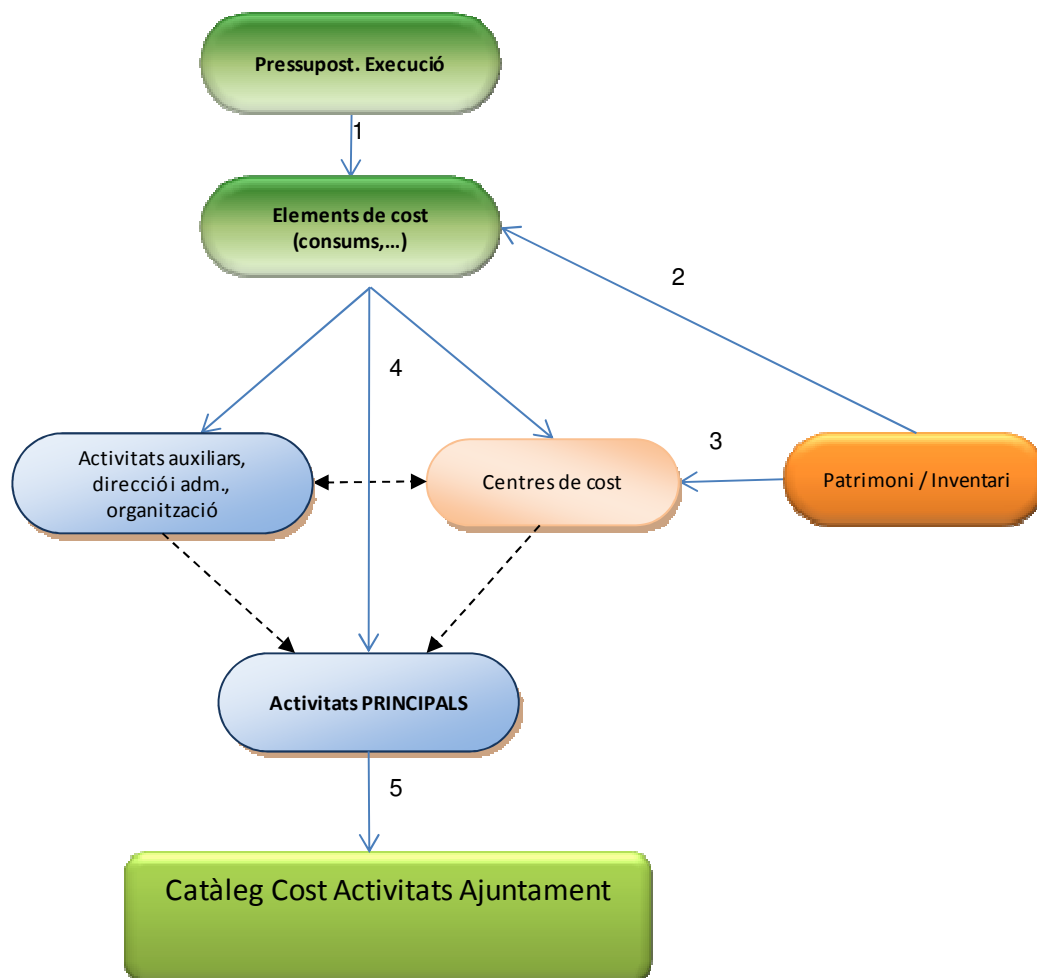 Pressupost. Execució
1
Elements de cost
(consums,...)
2
4
3
Activitats auxiliars,
direcció i adm.,
organització
Centres de cost
Patrimoni / Inventari
Activitats PRINCIPALS
5
Catàleg Cost Activitats Ajuntament